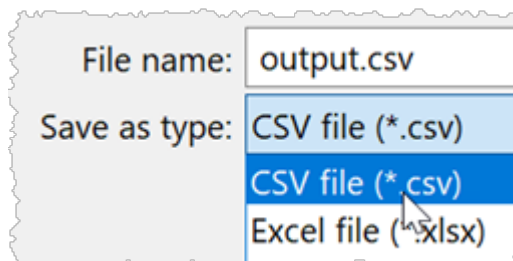 File name: output.csv
Save as type: CSV file (*.csv)
CSV file (*.csv)
Excel file (*.xlsx)